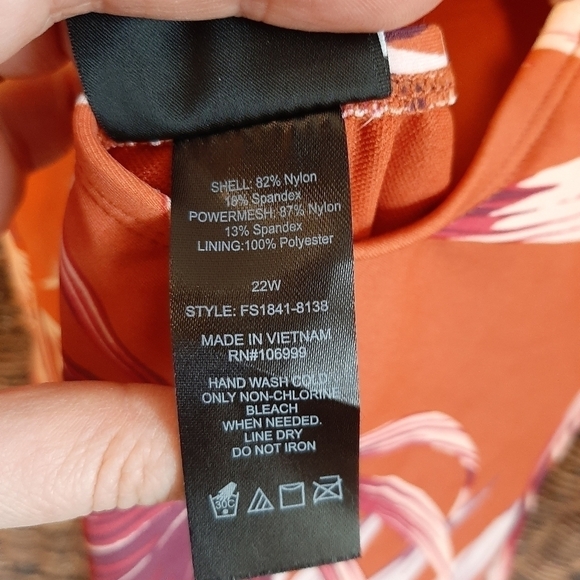 SHELL: 82% Nylon
18% Spandex
POWERMESH: 87% Nylon
13% Spandex
LINING:100% Polyester
22W
STYLE: FS1841-8138
MADE IN VIETNAM
RN#106999
HAND WASH COLD
ONLY NON-CHLORINE
BLEACH
WHEN NEEDED.
LINE DRY
DO NOT IRON
30C